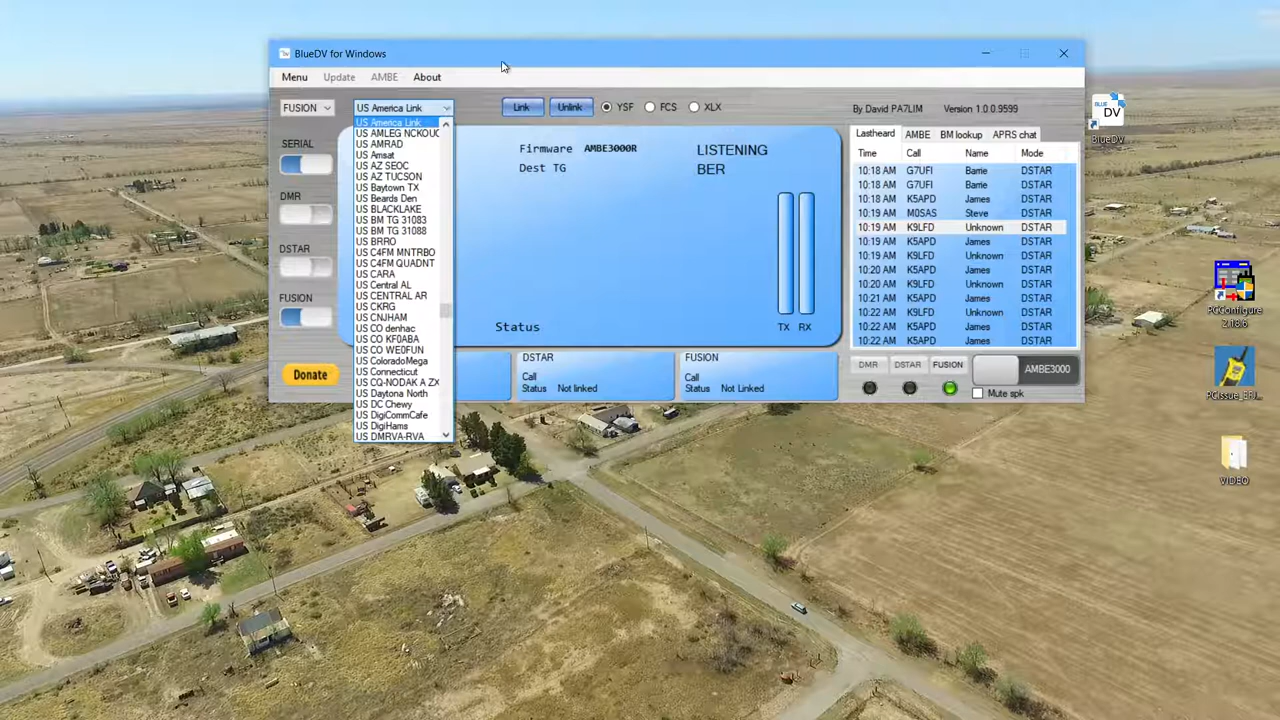 BlueDV for Windows
Menu Update AMBE About
FUSION US America Link Link Unlink YSF FCS XLX By David PA7LIM Version 1.0.0.9599
US America Link
US AMLEG NCKOUC
US AMRAD
US Amsat
US AZ SEDC
US AZ TUCSON
US Baytown TX
US Beards Den
US BLACKLAKE
US BM TG 31083
US BM TG 31088
US BRRO
US C4FM MNTRBO
US C4FM QUADNT
US CARA
US Central AL
US CENTRAL AR
US CKRG
US CNJHAM
US CO denhac
US CO KF0ABA
US CO WE0FUN
US ColoradoMega
US Connecticut
US CQ-NODAK A ZX
US Daytona North
US DC Chewy
US DigiCommCafe
US DigiHams
US DMRVA-RVA
SERIAL
DMR
DSTAR
FUSION
Donate
Firmware AMBE3000R LISTENING
Dest TG BER
TX RX
Status
DSTAR
Call
Status Not linked
FUSION
Call
Status Not Linked
Lastheard AMBE BM lookup APRS chat
Time Call Name Mode
10:18 AM G7UFI Barrie DSTAR
10:18 AM G7UFI Barrie DSTAR
10:18 AM K5APD James DSTAR
10:19 AM M0SAS Steve DSTAR
10:19 AM K9LFD Unknown DSTAR
10:19 AM K5APD James DSTAR
10:19 AM K9LFD Unknown DSTAR
10:20 AM K5APD James DSTAR
10:20 AM K9LFD Unknown DSTAR
10:21 AM K5APD James DSTAR
10:22 AM K9LFD Unknown DSTAR
10:22 AM K5APD James DSTAR
10:22 AM K5APD James DSTAR
DMR DSTAR FUSION AMBE3000
Mute spk
BLUE
DV
BlueDV
PCConfigure
2.18.6
PCIssue_ERJ...
VIDEO